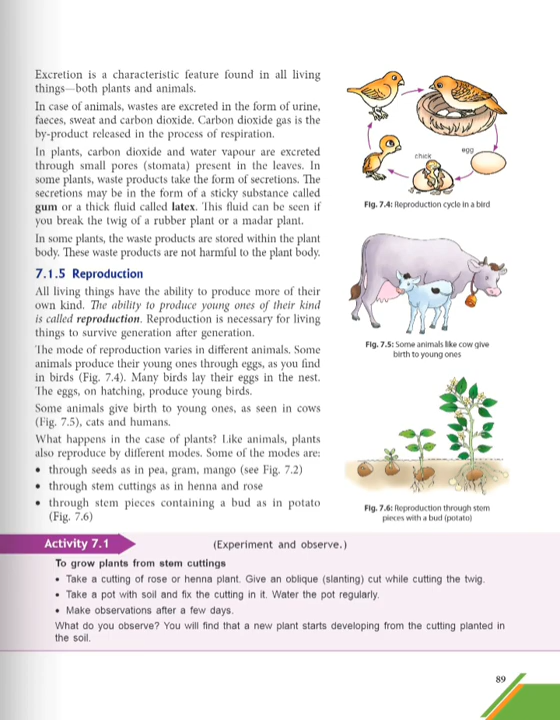 Excretion is a characteristic feature found in all living
things—both plants and animals.
In case of animals, wastes are excreted in the form of urine,
faeces, sweat and carbon dioxide. Carbon dioxide gas is the
by-product released in the process of respiration.
In plants, carbon dioxide and water vapour are excreted
through small pores (stomata) present in the leaves. In
some plants, waste products take the form of secretions. The
secretions may be in the form of a sticky substance called
gum or a thick fluid called latex. This fluid can be seen if
you break the twig of a rubber plant or a madar plant.
In some plants, the waste products are stored within the plant
body. These waste products are not harmful to the plant body.
7.1.5 Reproduction
All living things have the ability to produce more of their
own kind. The ability to produce young ones of their kind
is called reproduction. Reproduction is necessary for living
things to survive generation after generation.
The mode of reproduction varies in different animals. Some
animals produce their young ones through eggs, as you find
in birds (Fig. 7.4). Many birds lay their eggs in the nest.
The eggs, on hatching, produce young birds.
Some animals give birth to young ones, as seen in cows
(Fig. 7.5), cats and humans.
What happens in the case of plants? Like animals, plants
also reproduce by different modes. Some of the modes are:
• through seeds as in pea, gram, mango (see Fig. 7.2)
• through stem cuttings as in henna and rose
• through stem pieces containing a bud as in potato
(Fig. 7.6)
chick
egg
Fig. 7.4: Reproduction cycle in a bird
Fig. 7.5: Some animals like cow give
birth to young ones
Fig. 7.6: Reproduction through stem
pieces with a bud (potato)
Activity 7.1 (Experiment and observe.)
To grow plants from stem cuttings
• Take a cutting of rose or henna plant. Give an oblique (slanting) cut while cutting the twig.
• Take a pot with soil and fix the cutting in it. Water the pot regularly.
• Make observations after a few days.
What do you observe? You will find that a new plant starts developing from the cutting planted in
the soil.
89